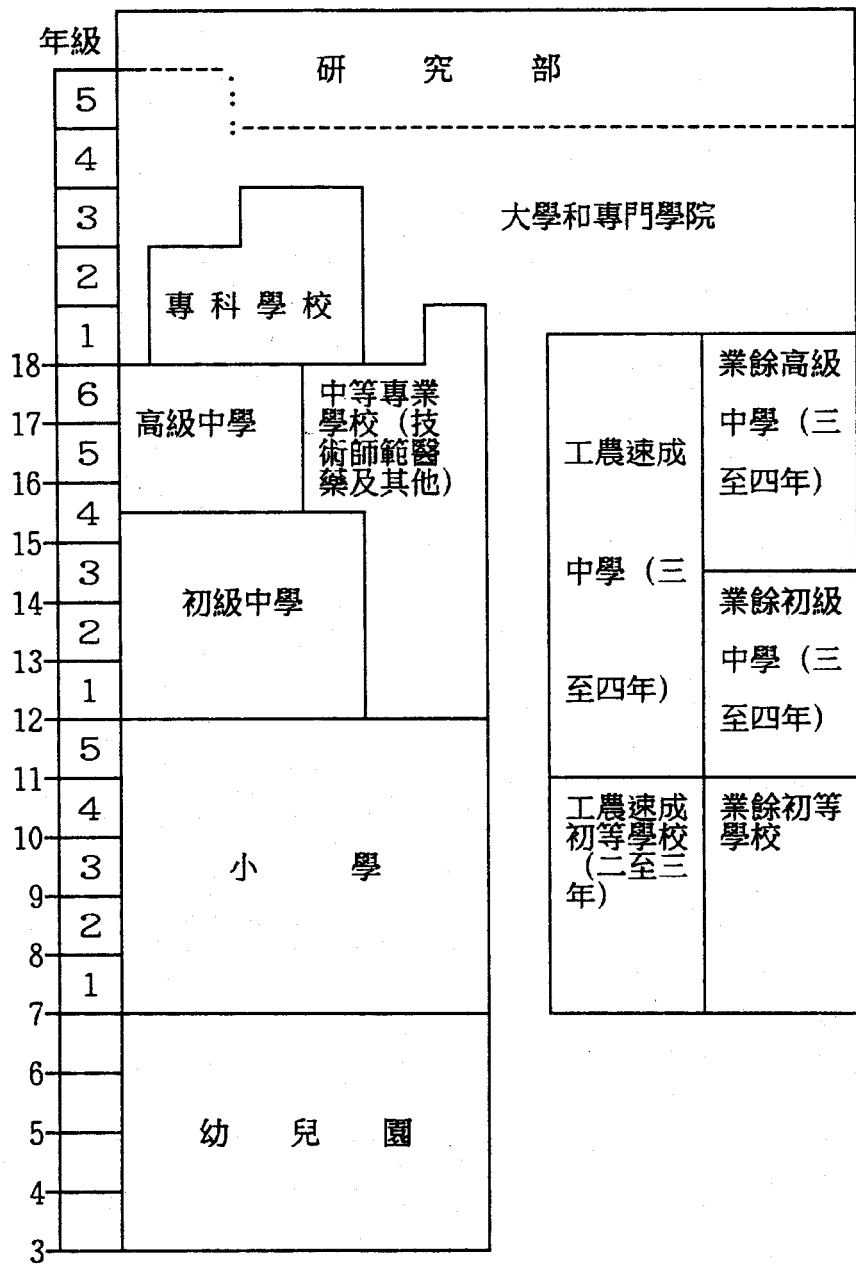 年級
研 究 部
5
4
3
大學和專門學院
2
專 科 學 校
1
18
6
高級中學
中等專業
學校（技
術師範醫
藥及其他）
工農速成
中學（三
至四年）
業餘高級
中學（三
至四年）
17
5
16
4
15
3
初級中學
業餘初級
中學（三
至四年）
14
2
13
1
12
5
11
4
工農速成
初等學校
（二至三
年）
業餘初等
學校
10
3
小 學
9
2
8
1
7
6
幼 兒 園
5
4
3